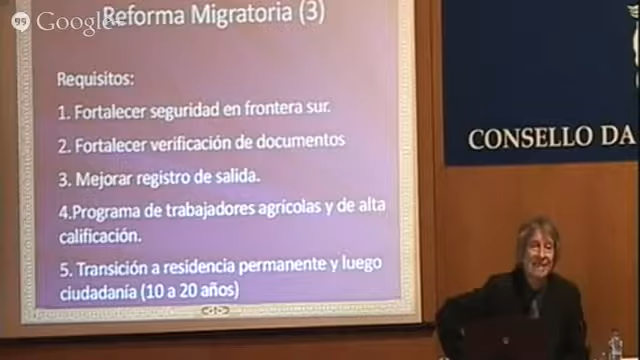 Google+
Reforma Migratoria (3)
Requisitos:
1. Fortalecer seguridad en frontera sur.
2. Fortalecer verificación de documentos
3. Mejorar registro de salida.
4.Programa de trabajadores agrícolas y de alta
calificación.
5. Transición a residencia permanente y luego
ciudadanía (10 a 20 años)
CONSELLO DA